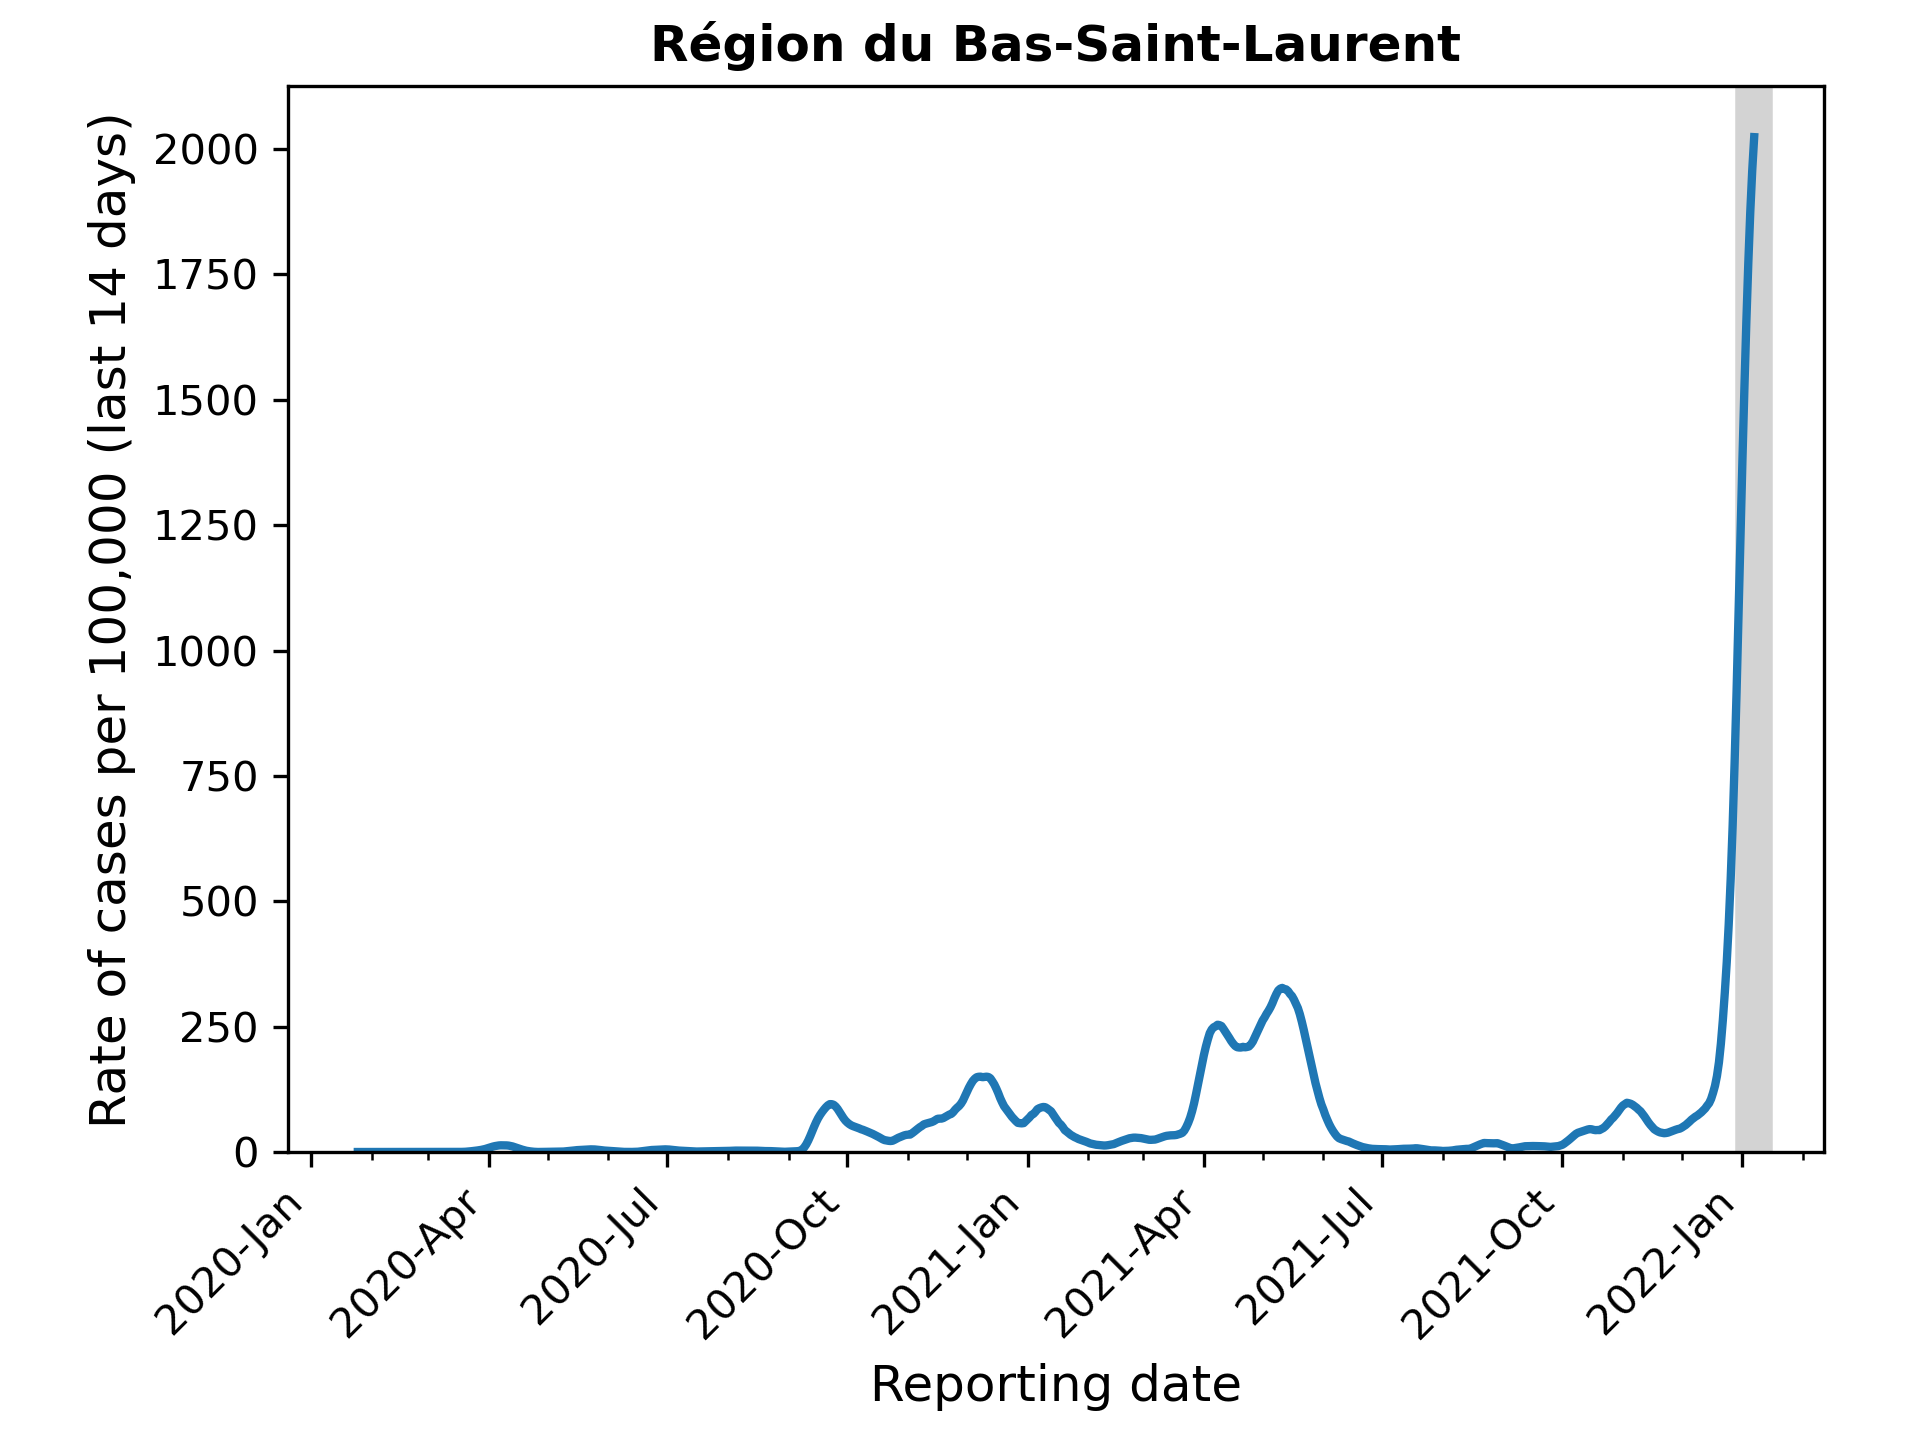 Région du Bas-Saint-Laurent
Rate of cases per 100,000 (last 14 days)
2000
1750
1500
1250
1000
750
500
250
0
2020-Jan
2020-Apr
2020-Jul
2020-Oct
2021-Jan
2021-Apr
2021-Jul
2021-Oct
2022-Jan
Reporting date